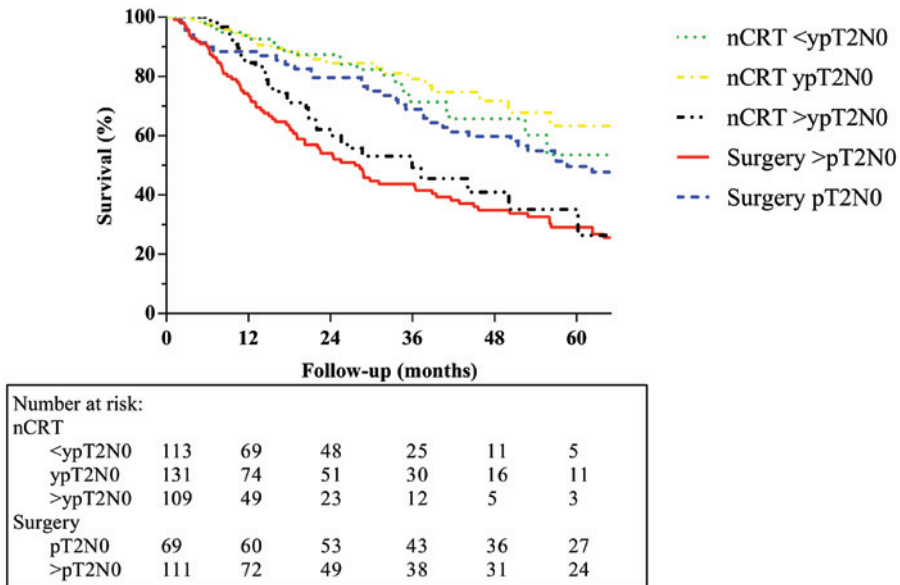 100
80
60
40
20
0
Survival (%)
0 12 24 36 48 60
Follow-up (months)
nCRT <ypT2N0
nCRT ypT2N0
nCRT >ypT2N0
Surgery >pT2N0
Surgery pT2N0
Number at risk:
nCRT
<ypT2N0 113 69 48 25 11 5
ypT2N0 131 74 51 30 16 11
>ypT2N0 109 49 23 12 5 3
Surgery
pT2N0 69 60 53 43 36 27
>pT2N0 111 72 49 38 31 24